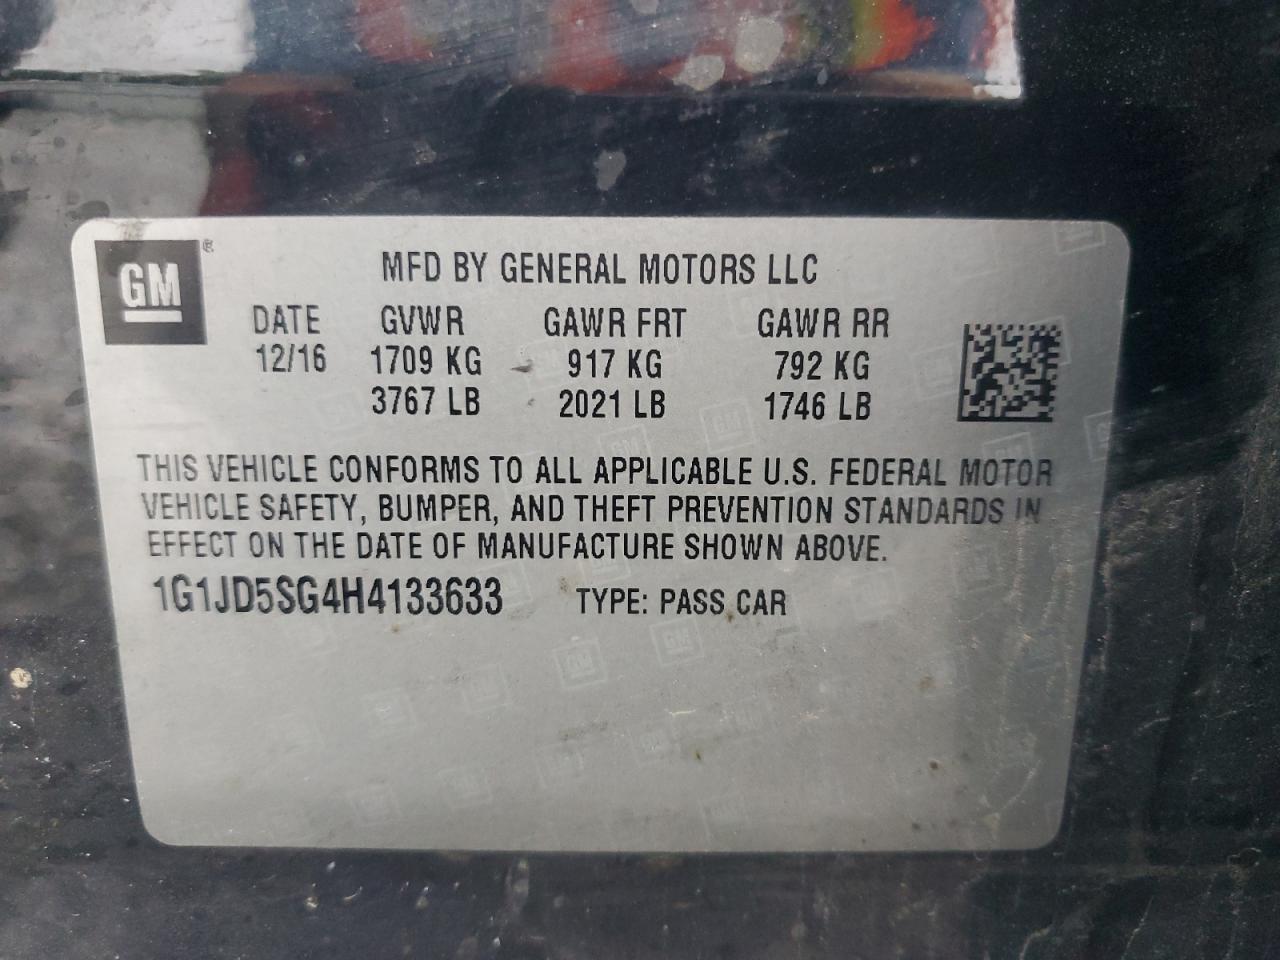 GM®
MFD BY GENERAL MOTORS LLC
DATE GVWR GAWR FRT GAWR RR
12/16 1709 KG 917 KG 792 KG
3767 LB 2021 LB 1746 LB
THIS VEHICLE CONFORMS TO ALL APPLICABLE U.S. FEDERAL MOTOR
VEHICLE SAFETY, BUMPER, AND THEFT PREVENTION STANDARDS IN
EFFECT ON THE DATE OF MANUFACTURE SHOWN ABOVE.
1G1JD5SG4H4133633 TYPE: PASS CAR